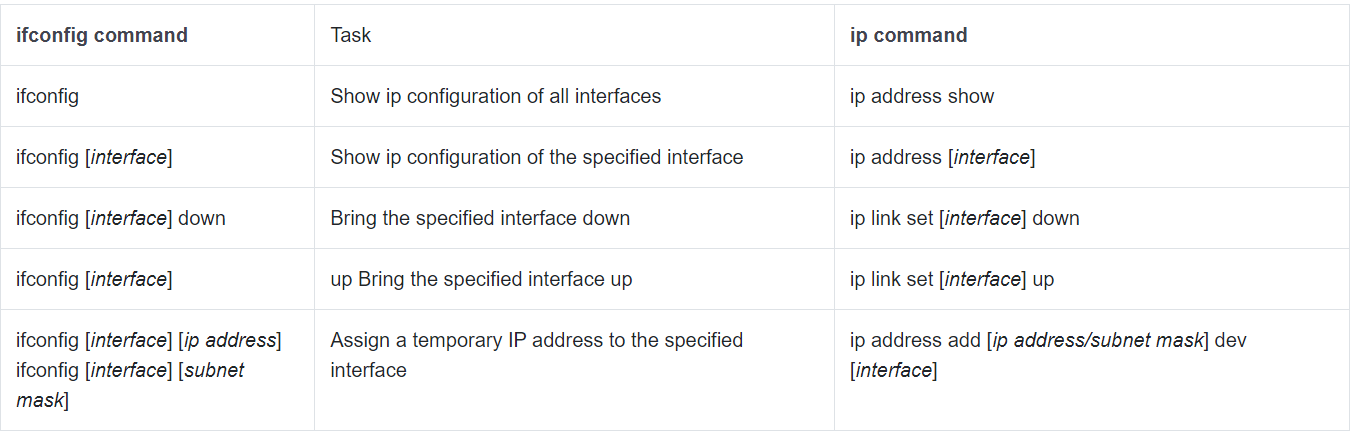 ifconfig command Task ip command
ifconfig Show ip configuration of all interfaces ip address show
ifconfig [interface] Show ip configuration of the specified interface ip address [interface]
ifconfig [interface] down Bring the specified interface down ip link set [interface] down
ifconfig [interface] up Bring the specified interface up ip link set [interface] up
ifconfig [interface] [ip address]
ifconfig [interface] [subnet
mask]
Assign a temporary IP address to the specified
interface
ip address add [ip address/subnet mask] dev
[interface]